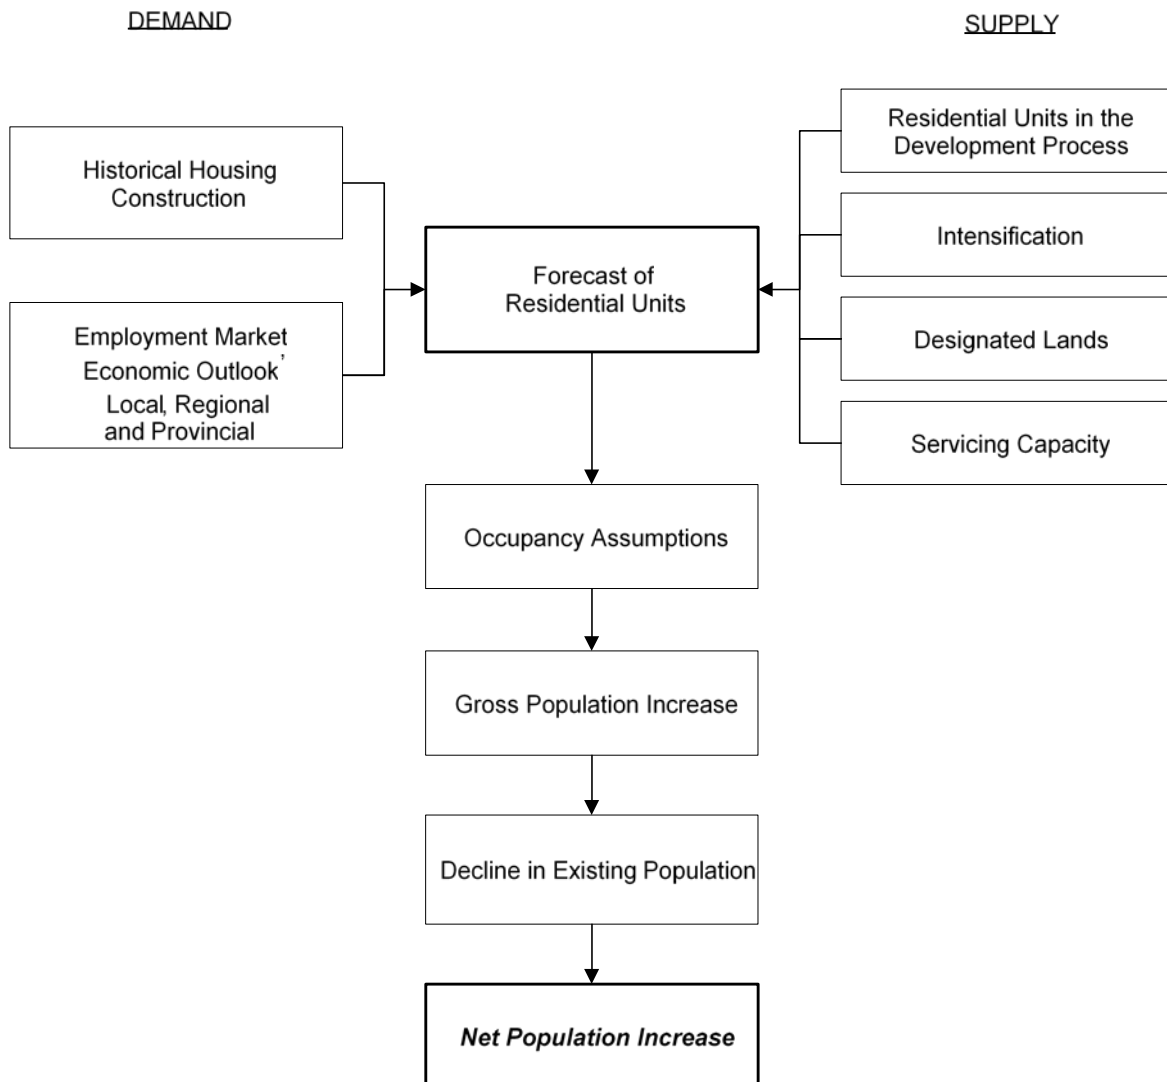 DEMAND
SUPPLY
Historical Housing
Construction
Employment Market
Economic Outlook’
Local, Regional
and Provincial
Forecast of
Residential Units
Residential Units in the
Development Process
Intensification
Designated Lands
Servicing Capacity
Occupancy Assumptions
Gross Population Increase
Decline in Existing Population
Net Population Increase